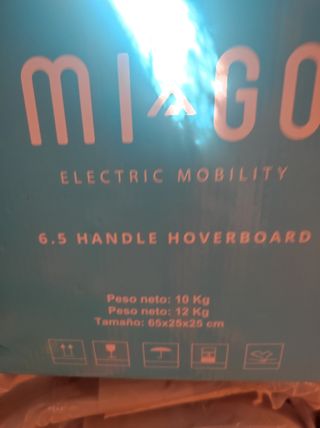 MI GO
ELECTRIC MOBILITY
6.5 HANDLE HOVERBOARD
Peso neto: 10 Kg
Peso neto: 12 Kg
Tamaño: 65x25x25 cm